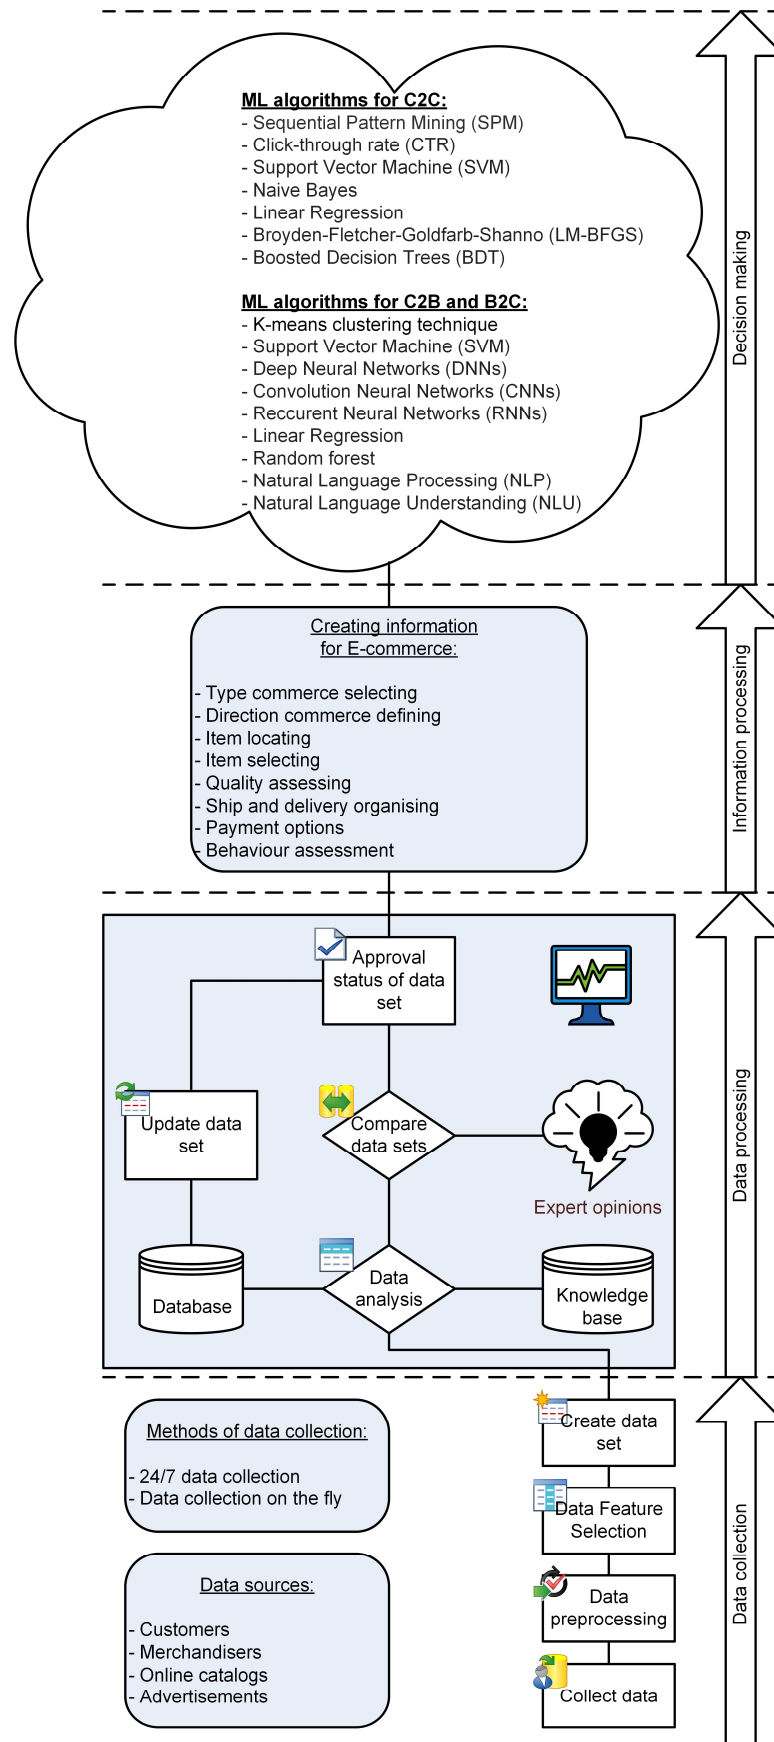 ML algorithms for C2C:
- Sequential Pattern Mining (SPM)
- Click-through rate (CTR)
- Support Vector Machine (SVM)
- Naive Bayes
- Linear Regression
- Broyden-Fletcher-Goldfarb-Shanno (LM-BFGS)
- Boosted Decision Trees (BDT)
ML algorithms for C2B and B2C:
- K-means clustering technique
- Support Vector Machine (SVM)
- Deep Neural Networks (DNNs)
- Convolution Neural Networks (CNNs)
- Reccurent Neural Networks (RNNs)
- Linear Regression
- Random forest
- Natural Language Processing (NLP)
- Natural Language Understanding (NLU)
Decision making
Creating information
for E-commerce:
- Type commerce selecting
- Direction commerce defining
- Item locating
- Item selecting
- Quality assessing
- Ship and delivery organising
- Payment options
- Behaviour assessment
Information processing
Approval
status of data
set
Update data
set
Compare
data sets
Expert opinions
Database
Data
analysis
Knowledge
base
Data processing
Methods of data collection:
- 24/7 data collection
- Data collection on the fly
Data sources:
- Customers
- Merchandisers
- Online catalogs
- Advertisements
Create data
set
Data Feature
Selection
Data
preprocessing
Collect data
Data collection